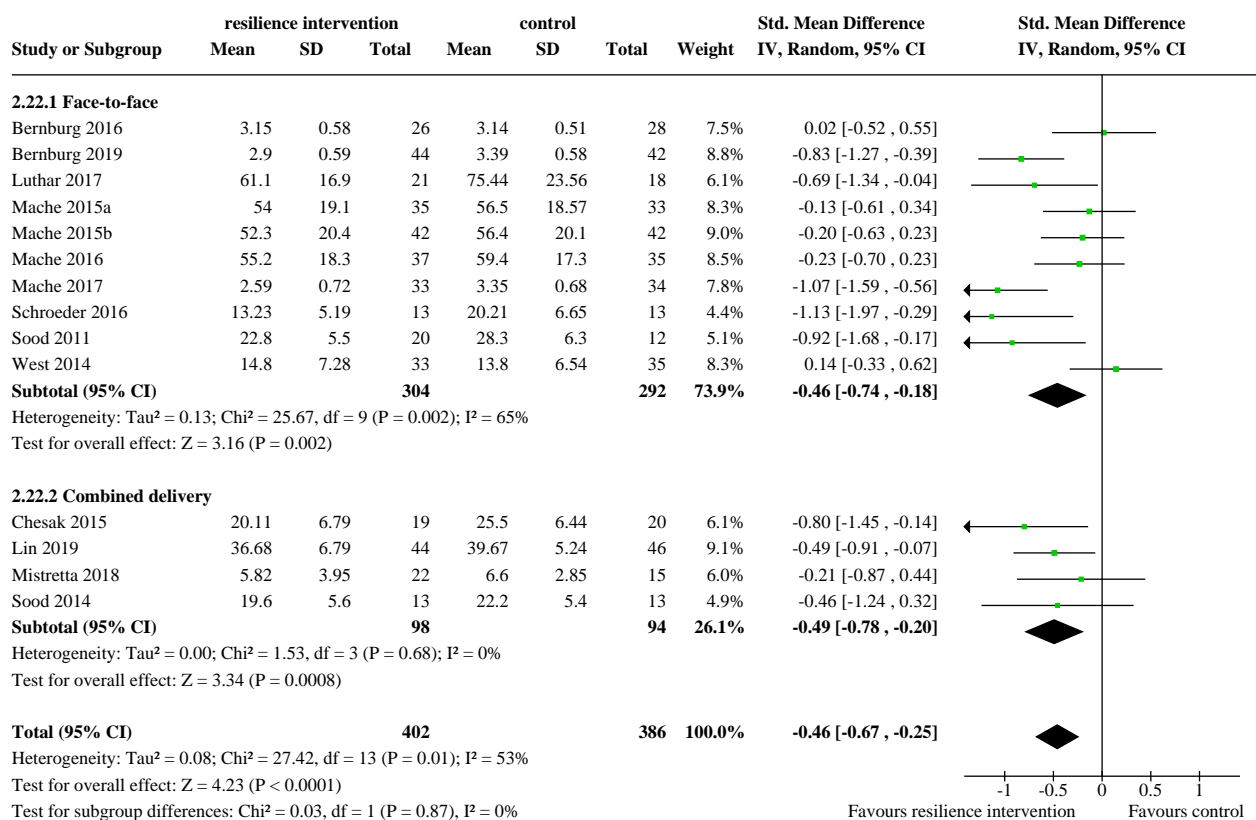 resilience intervention control Std. Mean Difference Std. Mean Difference
Study or Subgroup Mean SD Total Mean SD Total Weight IV, Random, 95% CI IV, Random, 95% CI
2.22.1 Face-to-face
Bernburg 2016 3.15 0.58 26 3.14 0.51 28 7.5% 0.02 [-0.52 , 0.55]
Bernburg 2019 2.9 0.59 44 3.39 0.58 42 8.8% -0.83 [-1.27 , -0.39]
Luthar 2017 61.1 16.9 21 75.44 23.56 18 6.1% -0.69 [-1.34 , -0.04]
Mache 2015a 54 19.1 35 56.5 18.57 33 8.3% -0.13 [-0.61 , 0.34]
Mache 2015b 52.3 20.4 42 56.4 20.1 42 9.0% -0.20 [-0.63 , 0.23]
Mache 2016 55.2 18.3 37 59.4 17.3 35 8.5% -0.23 [-0.70 , 0.23]
Mache 2017 2.59 0.72 33 3.35 0.68 34 7.8% -1.07 [-1.59 , -0.56]
Schroeder 2016 13.23 5.19 13 20.21 6.65 13 4.4% -1.13 [-1.97 , -0.29]
Sood 2011 22.8 5.5 20 28.3 6.3 12 5.1% -0.92 [-1.68 , -0.17]
West 2014 14.8 7.28 33 13.8 6.54 35 8.3% 0.14 [-0.33 , 0.62]
Subtotal (95% CI) 304 292 73.9% -0.46 [-0.74 , -0.18]
Heterogeneity: Tau² = 0.13; Chi² = 25.67, df = 9 (P = 0.002); I² = 65%
Test for overall effect: Z = 3.16 (P = 0.002)
2.22.2 Combined delivery
Chesak 2015 20.11 6.79 19 25.5 6.44 20 6.1% -0.80 [-1.45 , -0.14]
Lin 2019 36.68 6.79 44 39.67 5.24 46 9.1% -0.49 [-0.91 , -0.07]
Mistretta 2018 5.82 3.95 22 6.6 2.85 15 6.0% -0.21 [-0.87 , 0.44]
Sood 2014 19.6 5.6 13 22.2 5.4 13 4.9% -0.46 [-1.24 , 0.32]
Subtotal (95% CI) 98 94 26.1% -0.49 [-0.78 , -0.20]
Heterogeneity: Tau² = 0.00; Chi² = 1.53, df = 3 (P = 0.68); I² = 0%
Test for overall effect: Z = 3.34 (P = 0.0008)
Total (95% CI) 402 386 100.0% -0.46 [-0.67 , -0.25]
Heterogeneity: Tau² = 0.08; Chi² = 27.42, df = 13 (P = 0.01); I² = 53%
Test for overall effect: Z = 4.23 (P < 0.0001)
Test for subgroup differences: Chi² = 0.03, df = 1 (P = 0.87), I² = 0%
-1 -0.5 0 0.5 1
Favours resilience intervention Favours control